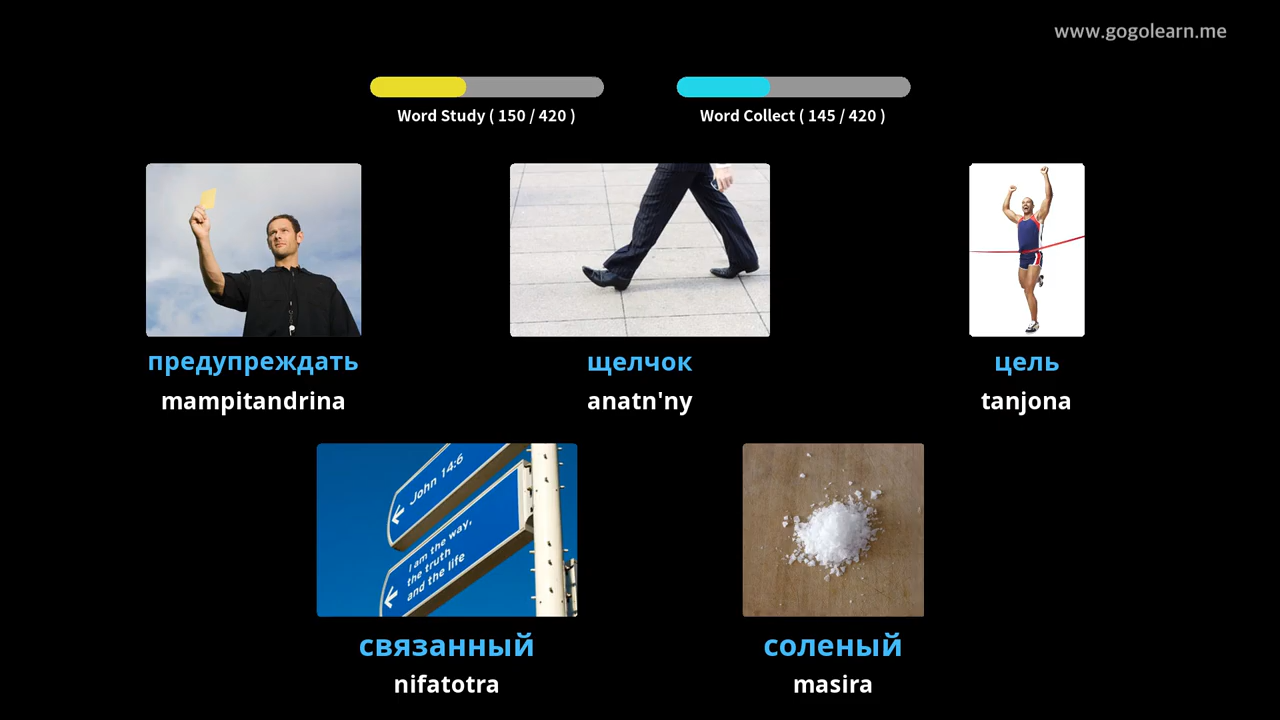 www.gogolearn.me
Word Study ( 150 / 420 )
Word Collect ( 145 / 420 )
предупреждать
mampitandrina
щелчок
anatn'ny
цель
tanjona
John 14:6
I am the way,
the truth
and the life
связанный
nifatotra
соленый
masira